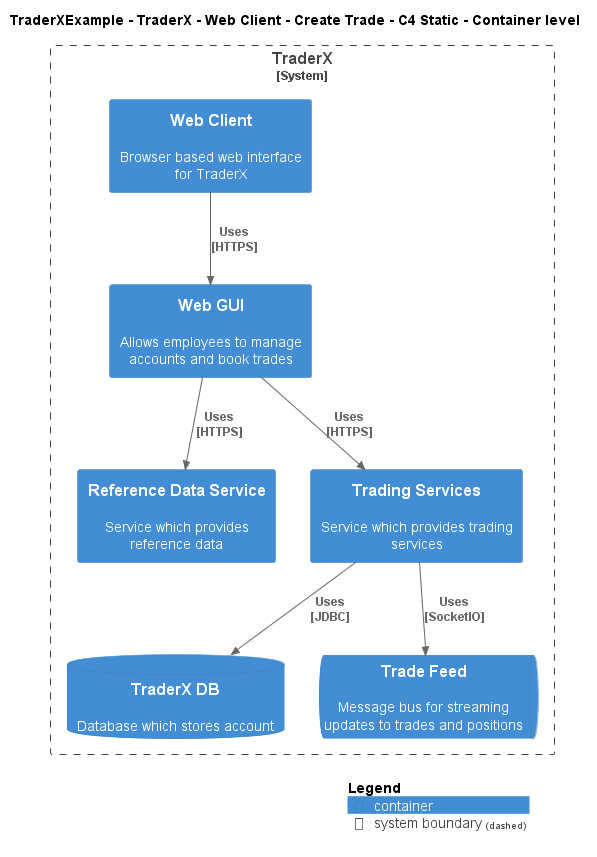 TraderXExample - TraderX - Web Client - Create Trade - C4 Static - Container level
TraderX
[System]
Web Client
Browser based web interface
for TraderX
Uses
[HTTPS]
Web GUI
Allows employees to manage
accounts and book trades
Uses
[HTTPS]
Uses
[HTTPS]
Reference Data Service
Service which provides
reference data
Trading Services
Service which provides trading
services
Uses
[JDBC]
Uses
[SocketIO]
TraderX DB
Database which stores account
Trade Feed
Message bus for streaming
updates to trades and positions
Legend
container
system boundary (dashed)